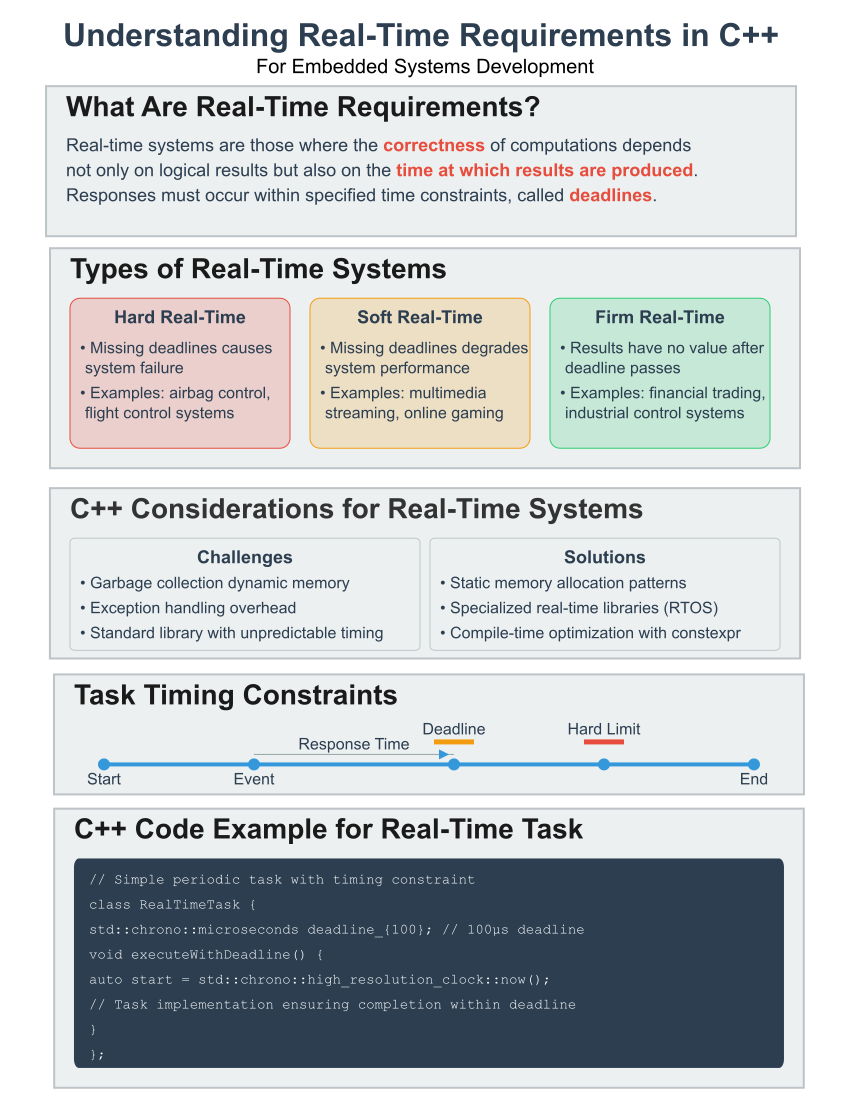 Understanding Real-Time Requirements in C++
For Embedded Systems Development
What Are Real-Time Requirements?
Real-time systems are those where the correctness of computations depends
not only on logical results but also on the time at which results are produced.
Responses must occur within specified time constraints, called deadlines.
Types of Real-Time Systems
Hard Real-Time
• Missing deadlines causes
system failure
• Examples: airbag control,
flight control systems
Soft Real-Time
• Missing deadlines degrades
system performance
• Examples: multimedia
streaming, online gaming
Firm Real-Time
• Results have no value after
deadline passes
• Examples: financial trading,
industrial control systems
C++ Considerations for Real-Time Systems
Challenges
• Garbage collection dynamic memory
• Exception handling overhead
• Standard library with unpredictable timing
Solutions
• Static memory allocation patterns
• Specialized real-time libraries (RTOS)
• Compile-time optimization with constexpr
Task Timing Constraints
Deadline
Hard Limit
Response Time
Start
Event
End
C++ Code Example for Real-Time Task
// Simple periodic task with timing constraint
class RealTimeTask {
std::chrono::microseconds deadline_{100}; // 100μs deadline
void executeWithDeadline() {
auto start = std::chrono::high_resolution_clock::now();
// Task implementation ensuring completion within deadline
}
};